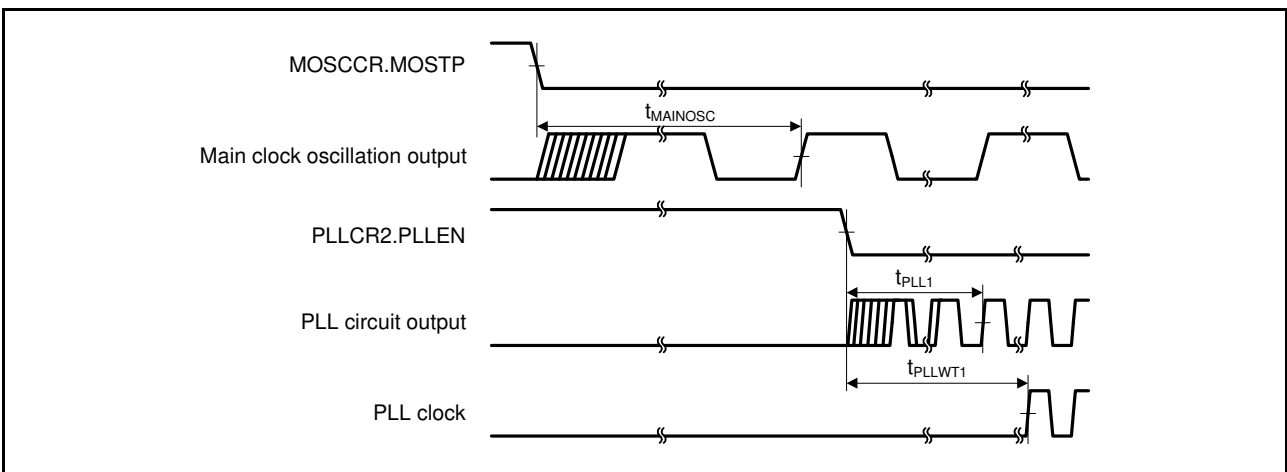 MOSCCR.MOSTP
tMAINOSC
Main clock oscillation output
PLLCR2.PLLEN
tPLL1
PLL circuit output
tPLLWT1
PLL clock